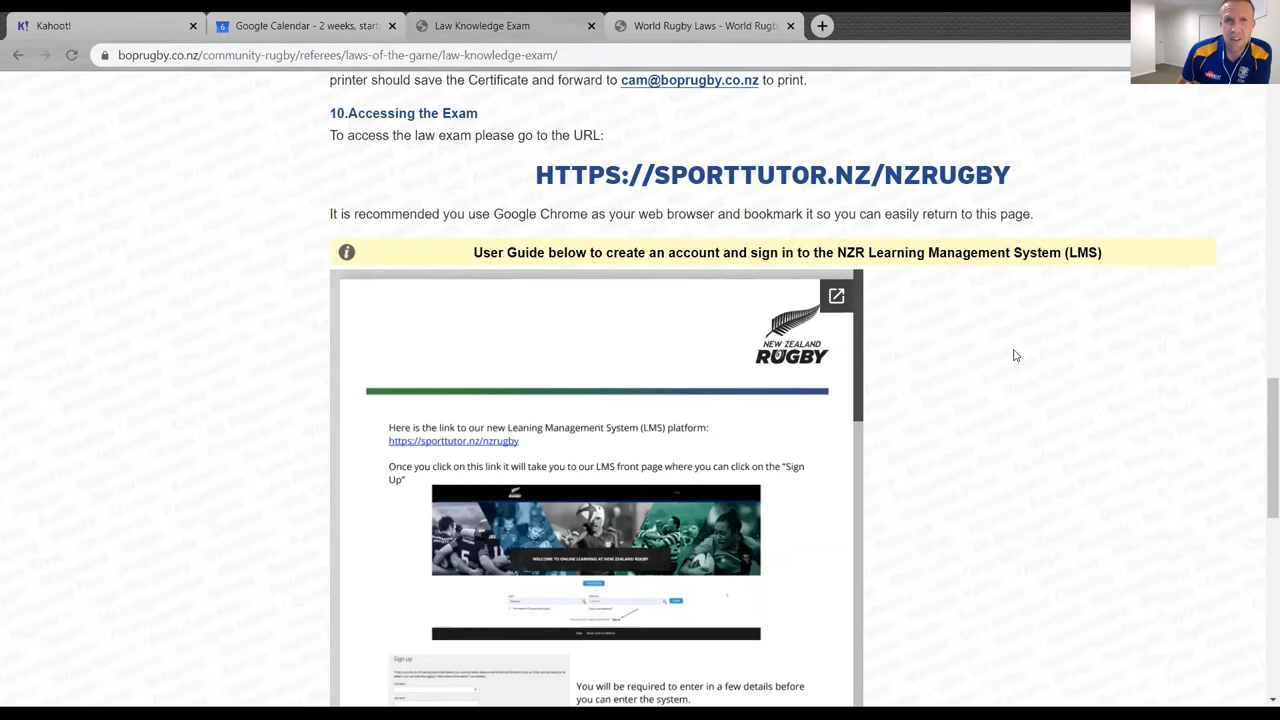 Kahoot!
Google Calendar - 2 weeks, start
Law Knowledge Exam
World Rugby Laws - World Rugb
boprugby.co.nz/community-rugby/referees/laws-of-the-game/law-knowledge-exam/
printer should save the Certificate and forward to cam@boprugby.co.nz to print.
10.Accessing the Exam
To access the law exam please go to the URL:
HTTPS://SPORTTUTOR.NZ/NZRUGBY
It is recommended you use Google Chrome as your web browser and bookmark it so you can easily return to this page.
User Guide below to create an account and sign in to the NZR Learning Management System (LMS)
NEW ZEALAND
RUGBY
Here is the link to our new Leaning Management System (LMS) platform:
https://sporttutor.nz/nzrugby
Once you click on this link it will take you to our LMS front page where you can click on the "Sign
Up"
RUGBY
WELCOME TO ONLINE LEARNING AT NEW ZEALAND RUGBY
Sign up
You will be required to enter in a few details before
you can enter the system.